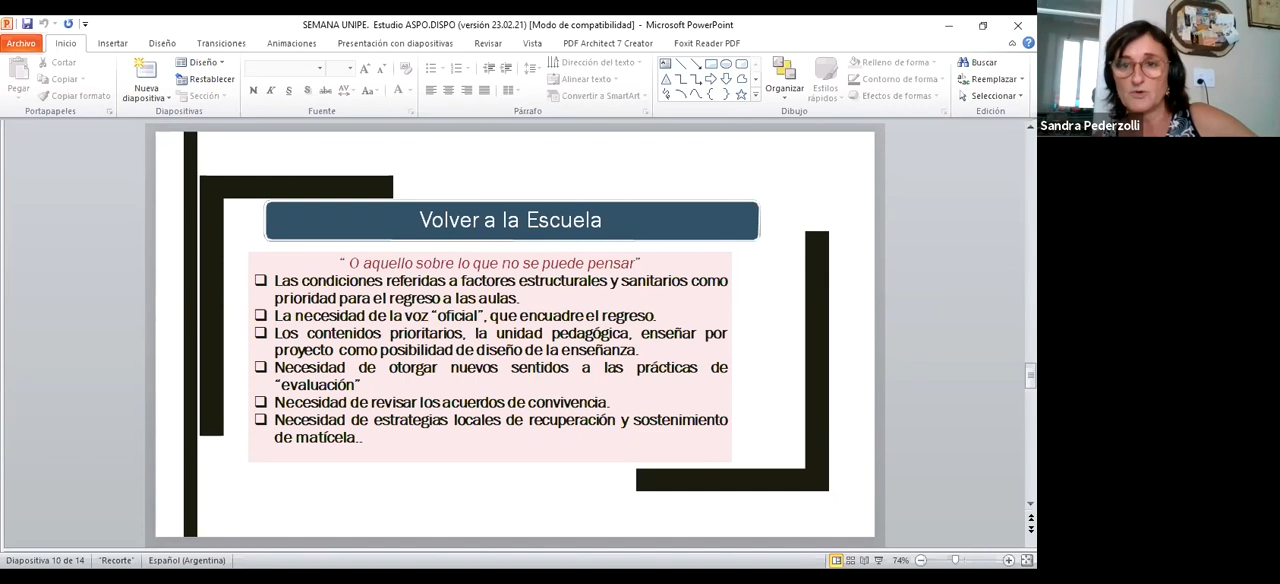 SEMANA UNIPE. Estudio ASPO.DISPO (versión 23.02.21) [Modo de compatibilidad] - Microsoft PowerPoint
Archivo Inicio Insertar Diseño Transiciones Animaciones Presentación con diapositivas Revisar Vista PDF Architect 7 Creator Foxit Reader PDF
Pegar
Cortar
Copiar
Copiar formato
Portapapeles
Nueva diapositiva
Diseño
Restablecer
Sección
Diapositivas
N K S S abc AV Aa A
Fuente
Dirección del texto
Alinear texto
Convertir a SmartArt
Párrafo
Organizar
Estilos rápidos
Relleno de forma
Contorno de forma
Efectos de formas
Dibujo
Buscar
Reemplazar
Seleccionar
Edición
Sandra Pederzolli
Volver a la Escuela
“ O aquello sobre lo que no se puede pensar”
Las condiciones referidas a factores estructurales y sanitarios como
prioridad para el regreso a las aulas.
La necesidad de la voz “oficial”, que encuadre el regreso.
Los contenidos prioritarios, la unidad pedagógica, enseñar por
proyecto como posibilidad de diseño de la enseñanza.
Necesidad de otorgar nuevos sentidos a las prácticas de
“evaluación”
Necesidad de revisar los acuerdos de convivencia.
Necesidad de estrategias locales de recuperación y sostenimiento
de matícela..
Diapositiva 10 de 14 "Recorte" Español (Argentina) 74%